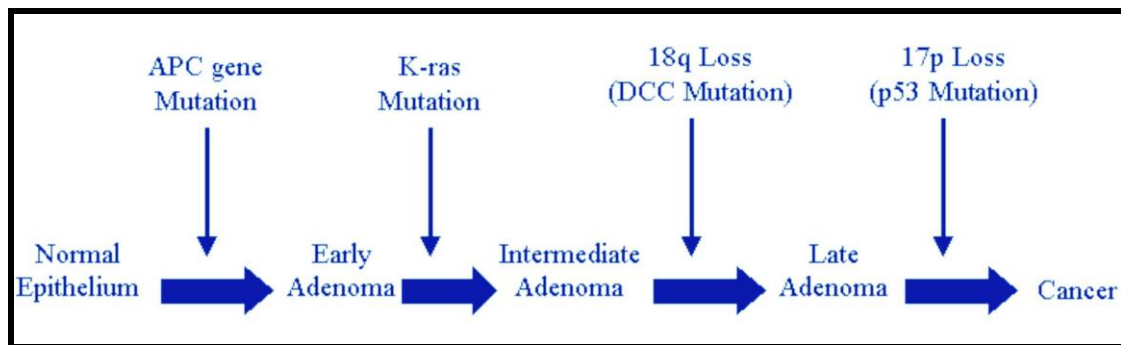 APC gene
Mutation
K-ras
Mutation
18q Loss
(DCC Mutation)
17p Loss
(p53 Mutation)
Normal
Epithelium
Early
Adenoma
Intermediate
Adenoma
Late
Adenoma
Cancer